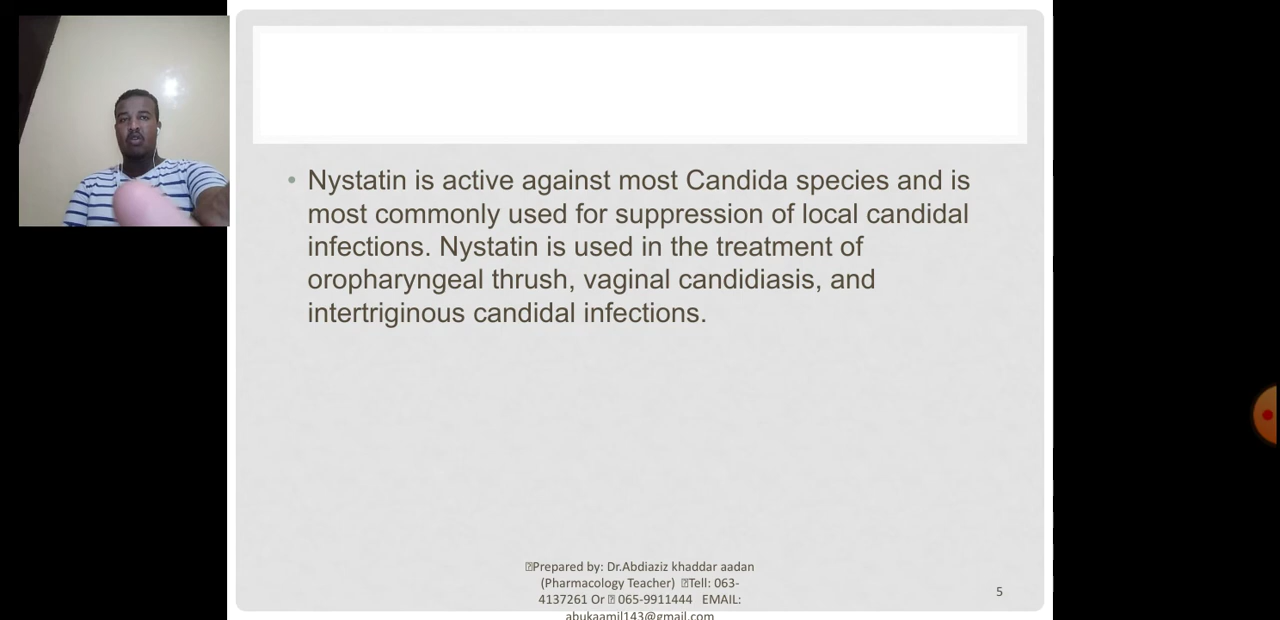 • Nystatin is active against most Candida species and is
most commonly used for suppression of local candidal
infections. Nystatin is used in the treatment of
oropharyngeal thrush, vaginal candidiasis, and
intertriginous candidal infections.
Prepared by: Dr.Abdiaziz khaddar aadan
(Pharmacology Teacher) Tell: 063-
4137261 Or 065-9911444 EMAIL:
abukaamil143@gmail.com
5